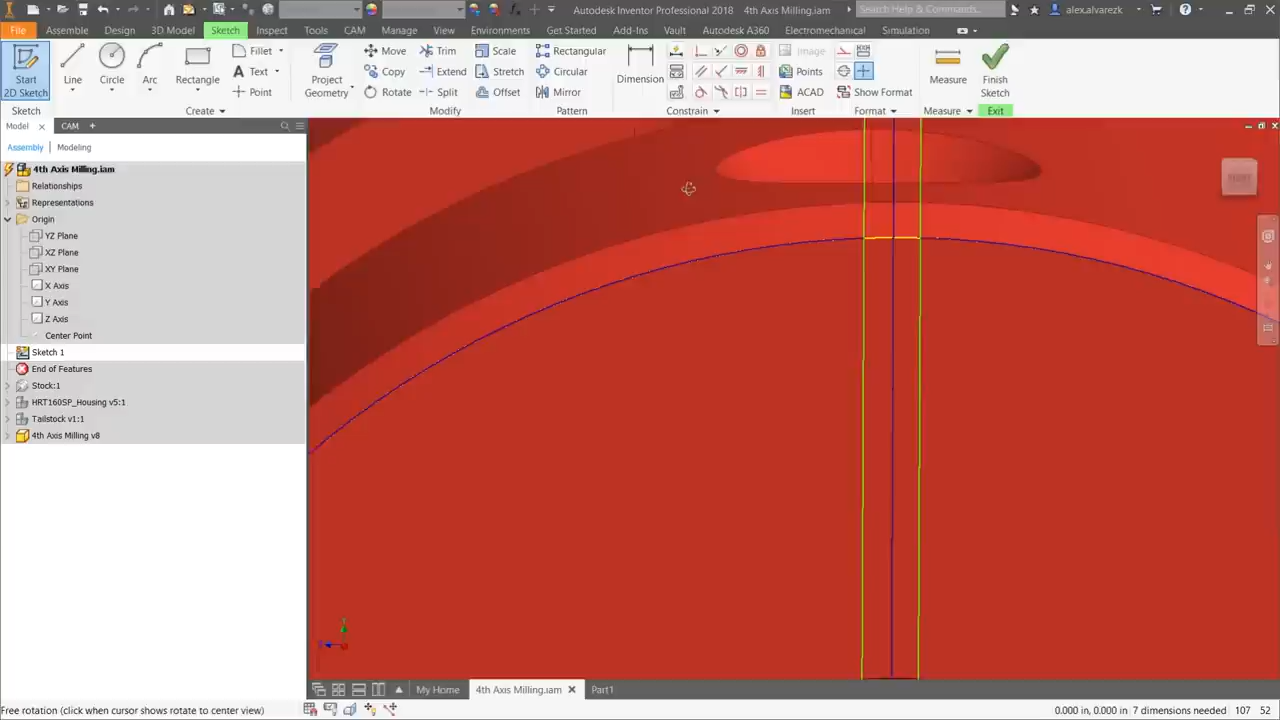 Autodesk Inventor Professional 2018   4th Axis Milling.iam
Search Help & Commands...
alex.alvarezk
File Assembly Design 3D Model Sketch Inspect Tools CAM Manage View Environments Get Started Add-Ins Vault Autodesk A360 Electromechanical Simulation
Start
2D Sketch
Line
Circle
Arc
Rectangle
Fillet
Text
Point
Project
Geometry
Move
Copy
Rotate
Trim
Extend
Split
Scale
Stretch
Offset
Rectangular
Circular
Mirror
Dimension
Image
Points
ACAD
Show Format
Measure
Finish
Sketch
Sketch Create Modify Pattern Constrain Insert Format Measure Exit
Model CAM +
Assembly Modeling
4th Axis Milling.iam
Relationships
Representations
Origin
YZ Plane
XZ Plane
XY Plane
X Axis
Y Axis
Z Axis
Center Point
Sketch 1
End of Features
Stock:1
HRT160SP_Housing v5:1
Tailstock v1:1
4th Axis Milling v8
My Home 4th Axis Milling.iam Part1
Free rotation (click when cursor shows rotate to center view)
0.000 in, 0.000 in 7 dimensions needed 107 52